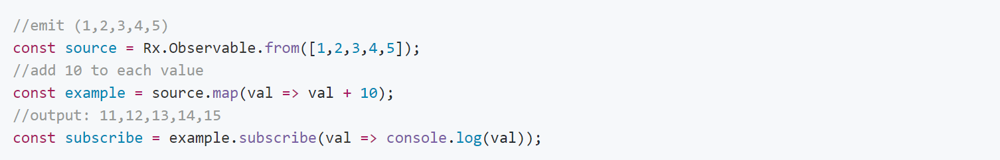 //emit (1,2,3,4,5)
const source = Rx.Observable.from([1,2,3,4,5]);
//add 10 to each value
const example = source.map(val => val + 10);
//output: 11,12,13,14,15
const subscribe = example.subscribe(val => console.log(val));